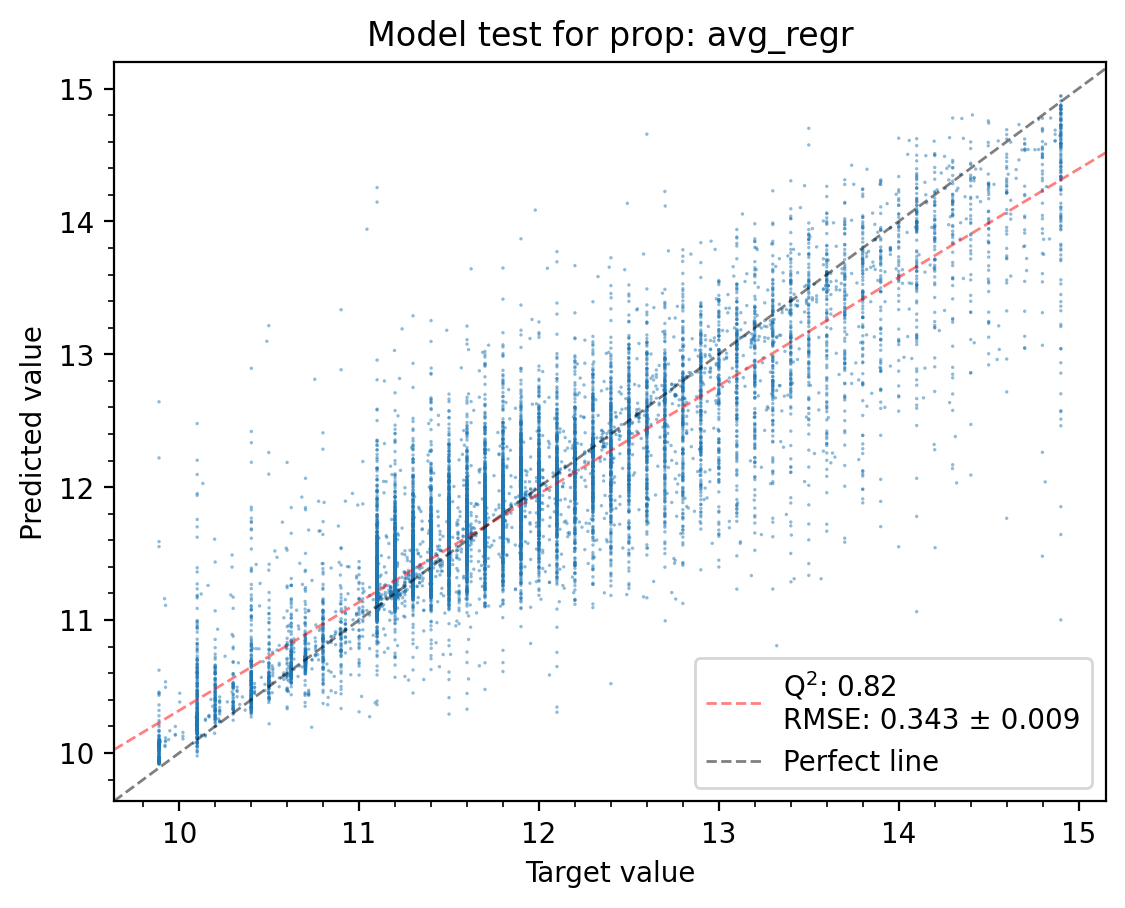 Model test for prop: avg_regr
15
14
13
12
11
10
Predicted value
Q²: 0.82
RMSE: 0.343 ± 0.009
Perfect line
10 11 12 13 14 15
Target value